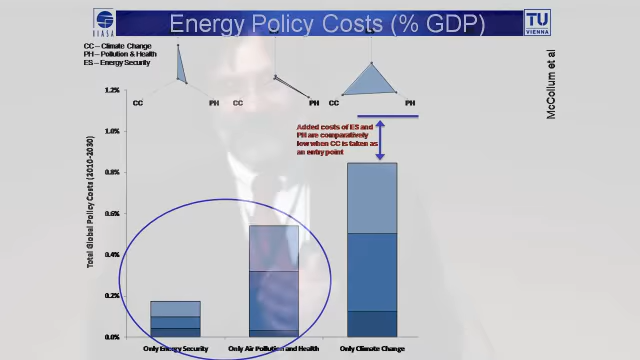 IIASA
Energy Policy Costs (% GDP)
TU
VIENNA
CC – Climate Change
PH – Pollution & Health
ES – Energy Security
McCollum et al
CC
PH
CC
PH
CC
PH
Added costs of ES and
PH are comparatively
low when CC is taken as
an entry point
Total Global Policy Costs (2010-2030)
1.2%
1.0%
0.8%
0.6%
0.4%
0.2%
0.0%
Only Energy Security
Only Air Pollution and Health
Only Climate Change